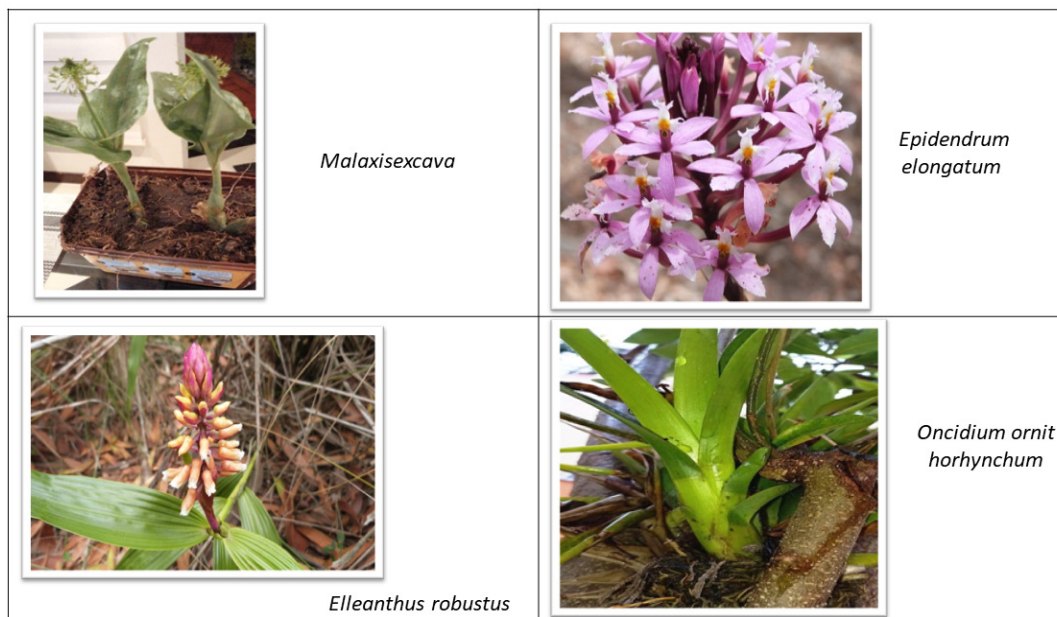 Malaxisexcava
Epidendrum
elongatum
Elleanthus robustus
Oncidium ornit
horhynchum